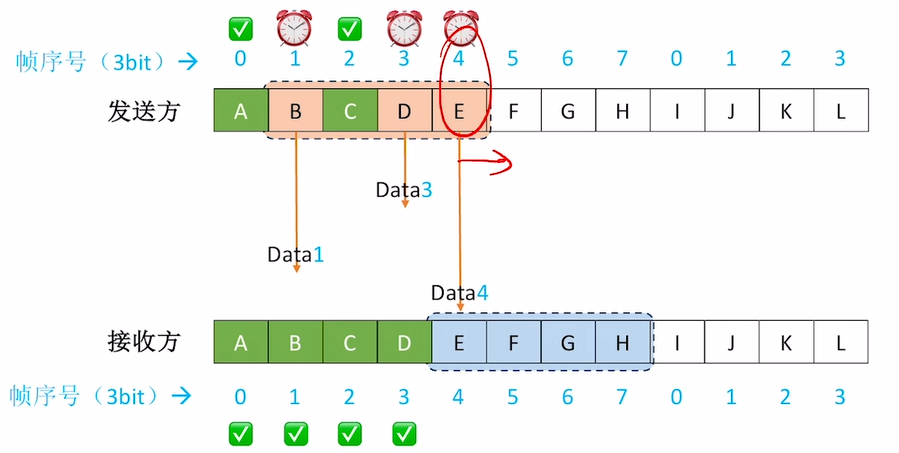 帧序号（3bit）→ 0 1 2 3 4 5 6 7 0 1 2 3
发送方 A B C D E F G H I J K L
Data3
Data1
Data4
接收方 A B C D E F G H I J K L
帧序号（3bit）→ 0 1 2 3 4 5 6 7 0 1 2 3